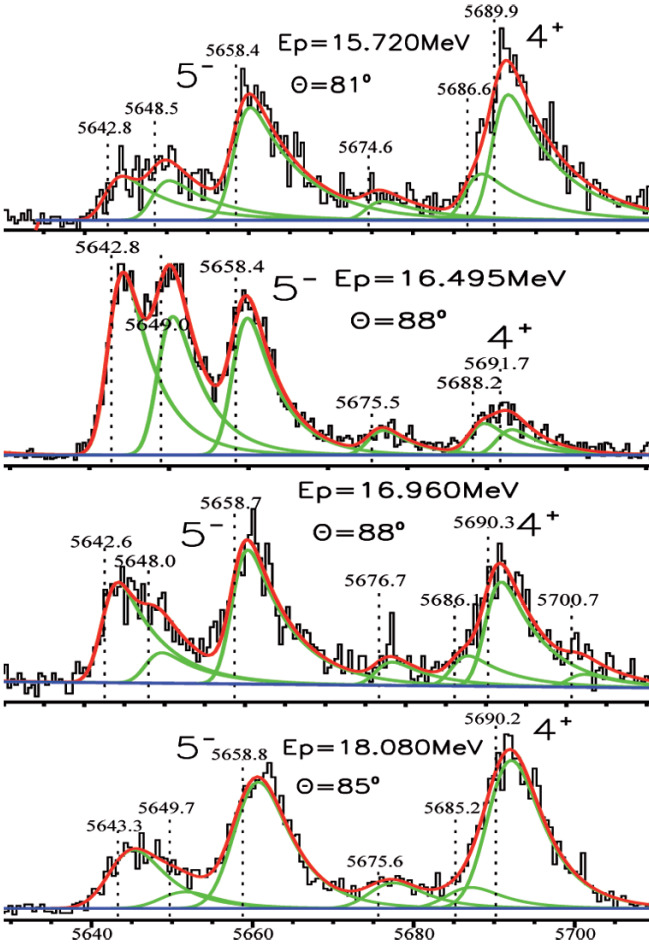 5689.9
4+
5658.4 Ep=15.720MeV
5- Θ=81°
5648.5 5686.6
5642.8 5674.6
5642.8 5658.4 5- Ep=16.495MeV
5649.0 Θ=88° 4+
5691.7
5688.2
5675.5
Ep=16.960MeV
5658.7 5- Θ=88° 5690.3 4+
5642.6
5648.0 5676.7 5686.1 5700.7
5690.2
5- 5658.8 Ep=18.080MeV 4+
Θ=85°
5649.7 5685.2
5643.3 5675.6
5640 5660 5680 5700